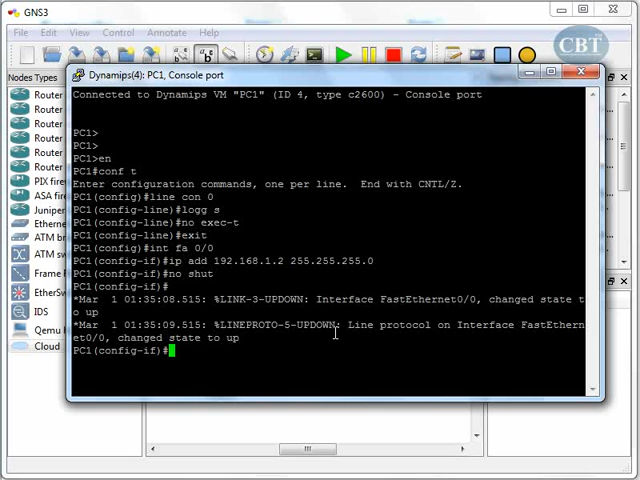 GNS3
File Edit View Control Annotate
CBT
Nodes Types
Dynamips(4): PC1, Console port
Connected to Dynamips VM "PC1" (ID 4, type c2600) - Console port
PC1>
PC1>
PC1>en
PC1#conf t
Enter configuration commands, one per line.  End with CNTL/Z.
PC1(config)#line con 0
PC1(config-line)#logg s
PC1(config-line)#no exec-t
PC1(config-line)#exit
PC1(config)#int fa 0/0
PC1(config-if)#ip add 192.168.1.2 255.255.255.0
PC1(config-if)#no shut
PC1(config-if)#
*Mar  1 01:35:08.515: %LINK-3-UPDOWN: Interface FastEthernet0/0, changed state t
o up
*Mar  1 01:35:09.515: %LINEPROTO-5-UPDOWN: Line protocol on Interface FastEthern
et0/0, changed state to up
PC1(config-if)#
Router
Router
Router
Router
Router
Router
PIX firew
ASA firew
Juniper
Ethernet
ATM br
ATM sw
Frame
EtherSw
IDS
Qemu
Cloud